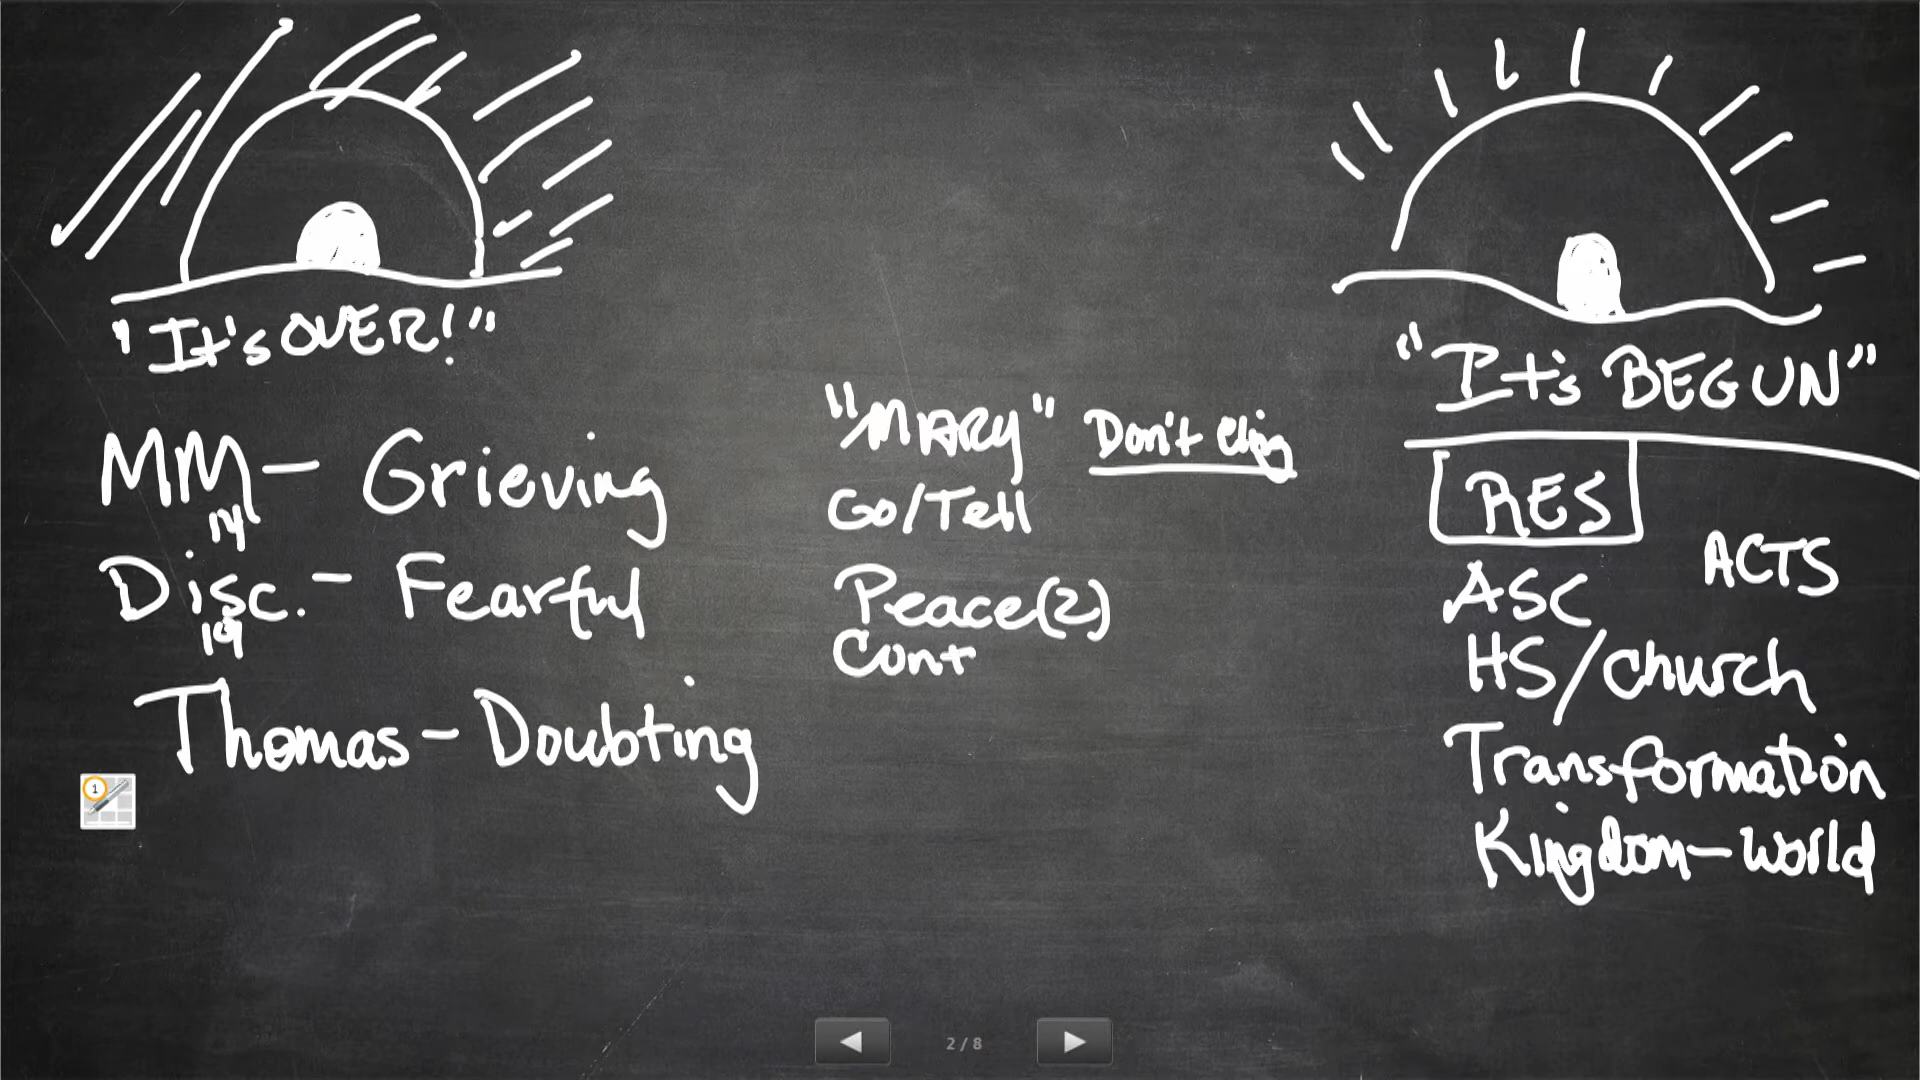 "It's OVER!"
MM — Grieving
14
Disc. — Fearful
19
Thomas — Doubting
1
"MARY" Don't cling
Go/Tell
Peace(2)
Cont
"It's BEGUN"
RES
ACTS
ASC
HS/Church
Transformation
Kingdom — World
2 / 8